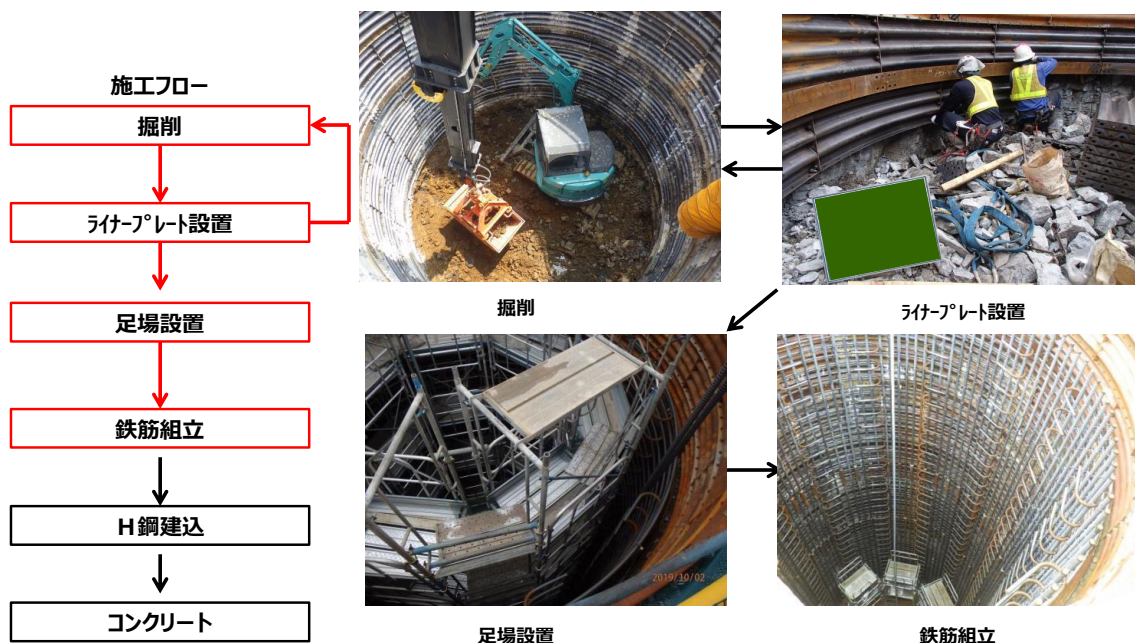 施工フロー
掘削
ﾗｲﾅｰﾌﾟﾚｰﾄ設置
足場設置
鉄筋組立
H鋼建込
コンクリート
掘削
ﾗｲﾅｰﾌﾟﾚｰﾄ設置
2019/10/02
足場設置
鉄筋組立